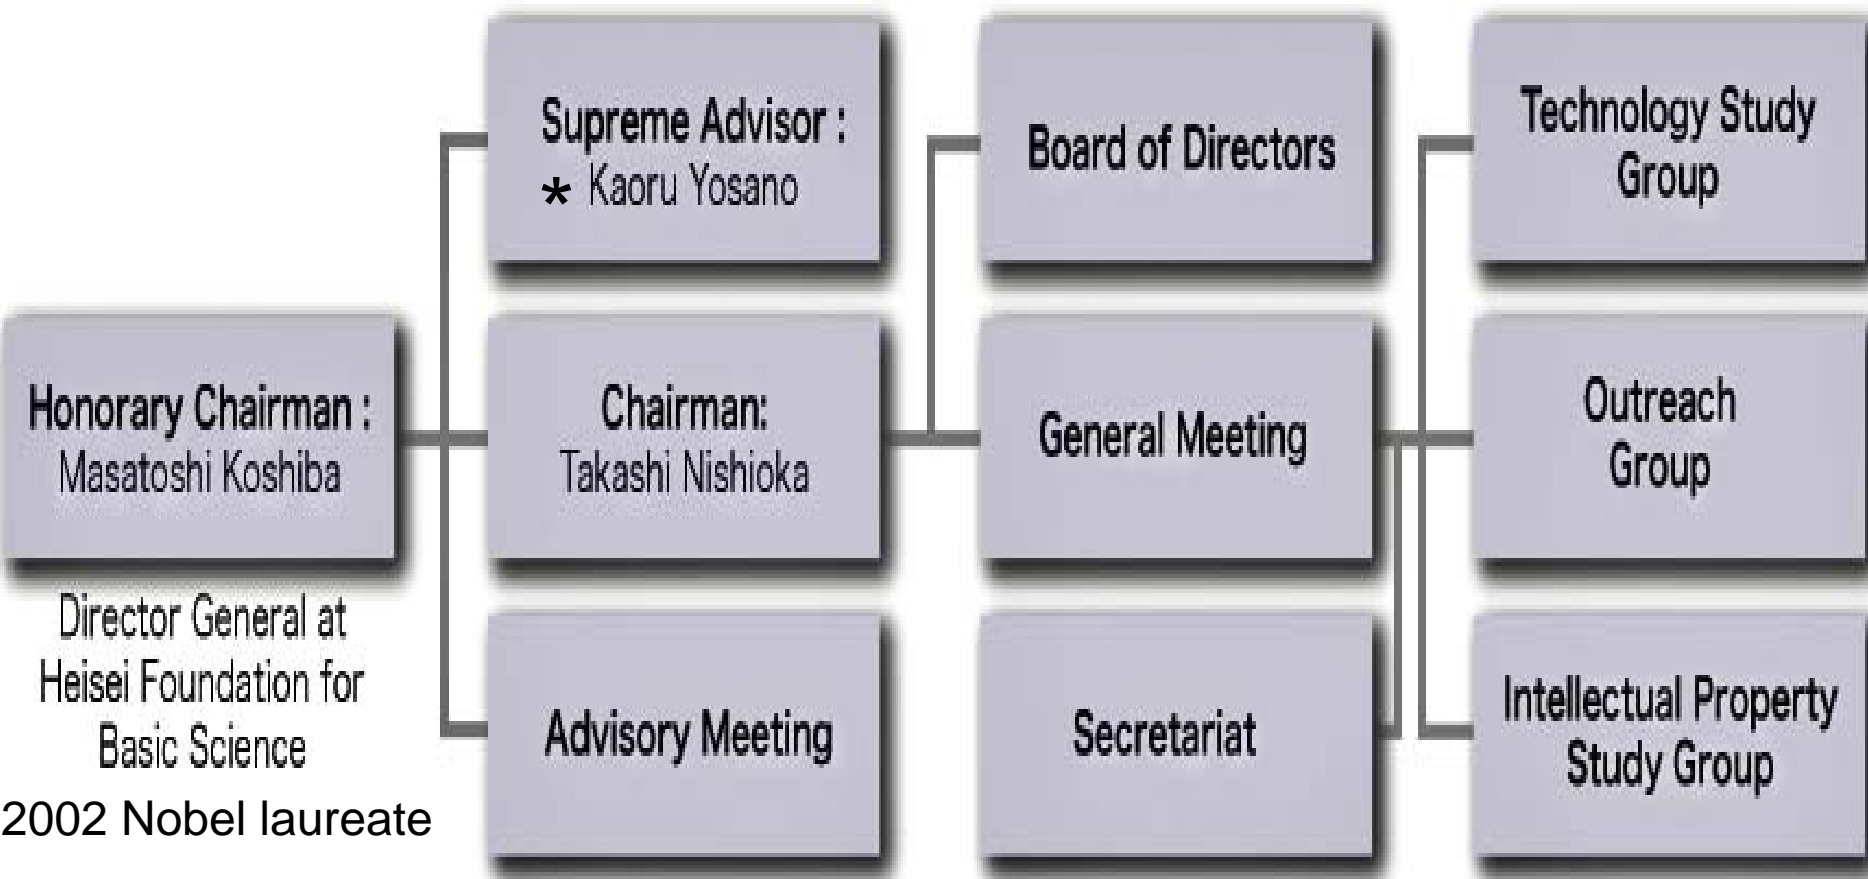 Honorary Chairman :
Masatoshi Koshiba
Director General at
Heisei Foundation for
Basic Science
2002 Nobel laureate
Supreme Advisor :
* Kaoru Yosano
Chairman:
Takashi Nishioka
Advisory Meeting
Board of Directors
General Meeting
Secretariat
Technology Study
Group
Outreach
Group
Intellectual Property
Study Group